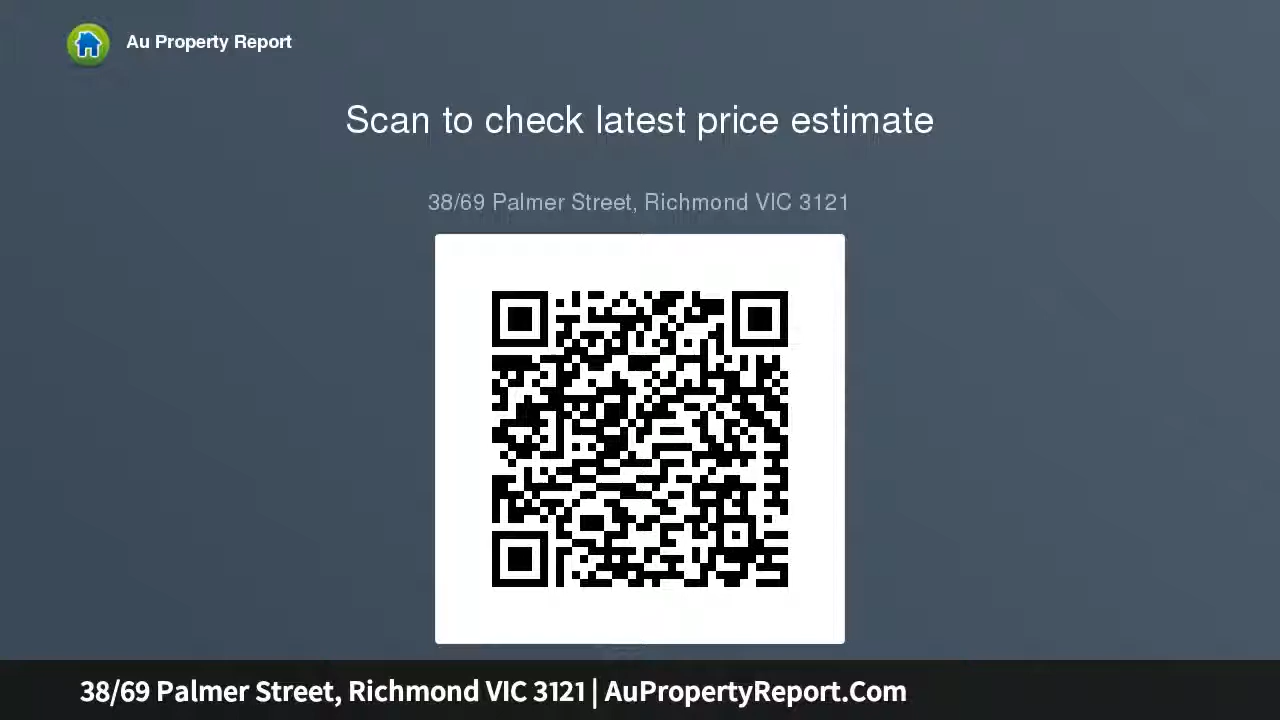 Au Property Report
Scan to check latest price estimate
38/69 Palmer Street, Richmond VIC 3121
38/69 Palmer Street, Richmond VIC 3121 | AuPropertyReport.Com